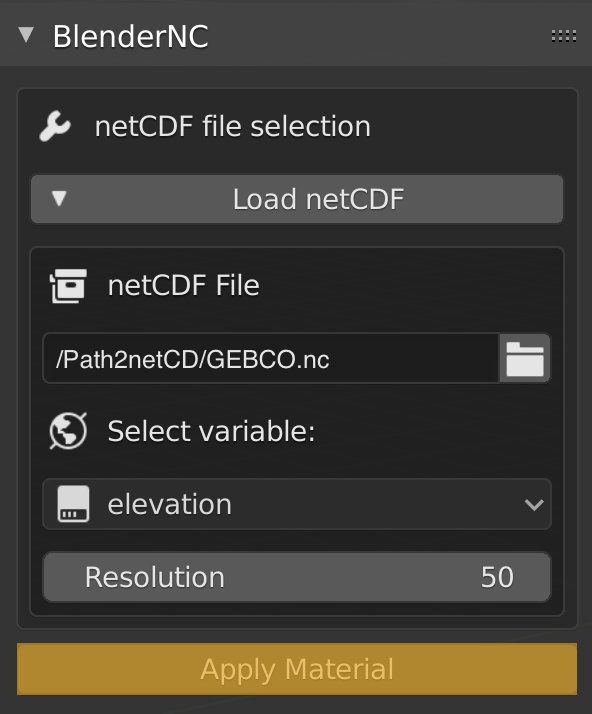 BlenderNC
netCDF file selection
Load netCDF
netCDF File
/Path2netCD/GEBCO.nc
Select variable:
elevation
Resolution 50
Apply Material